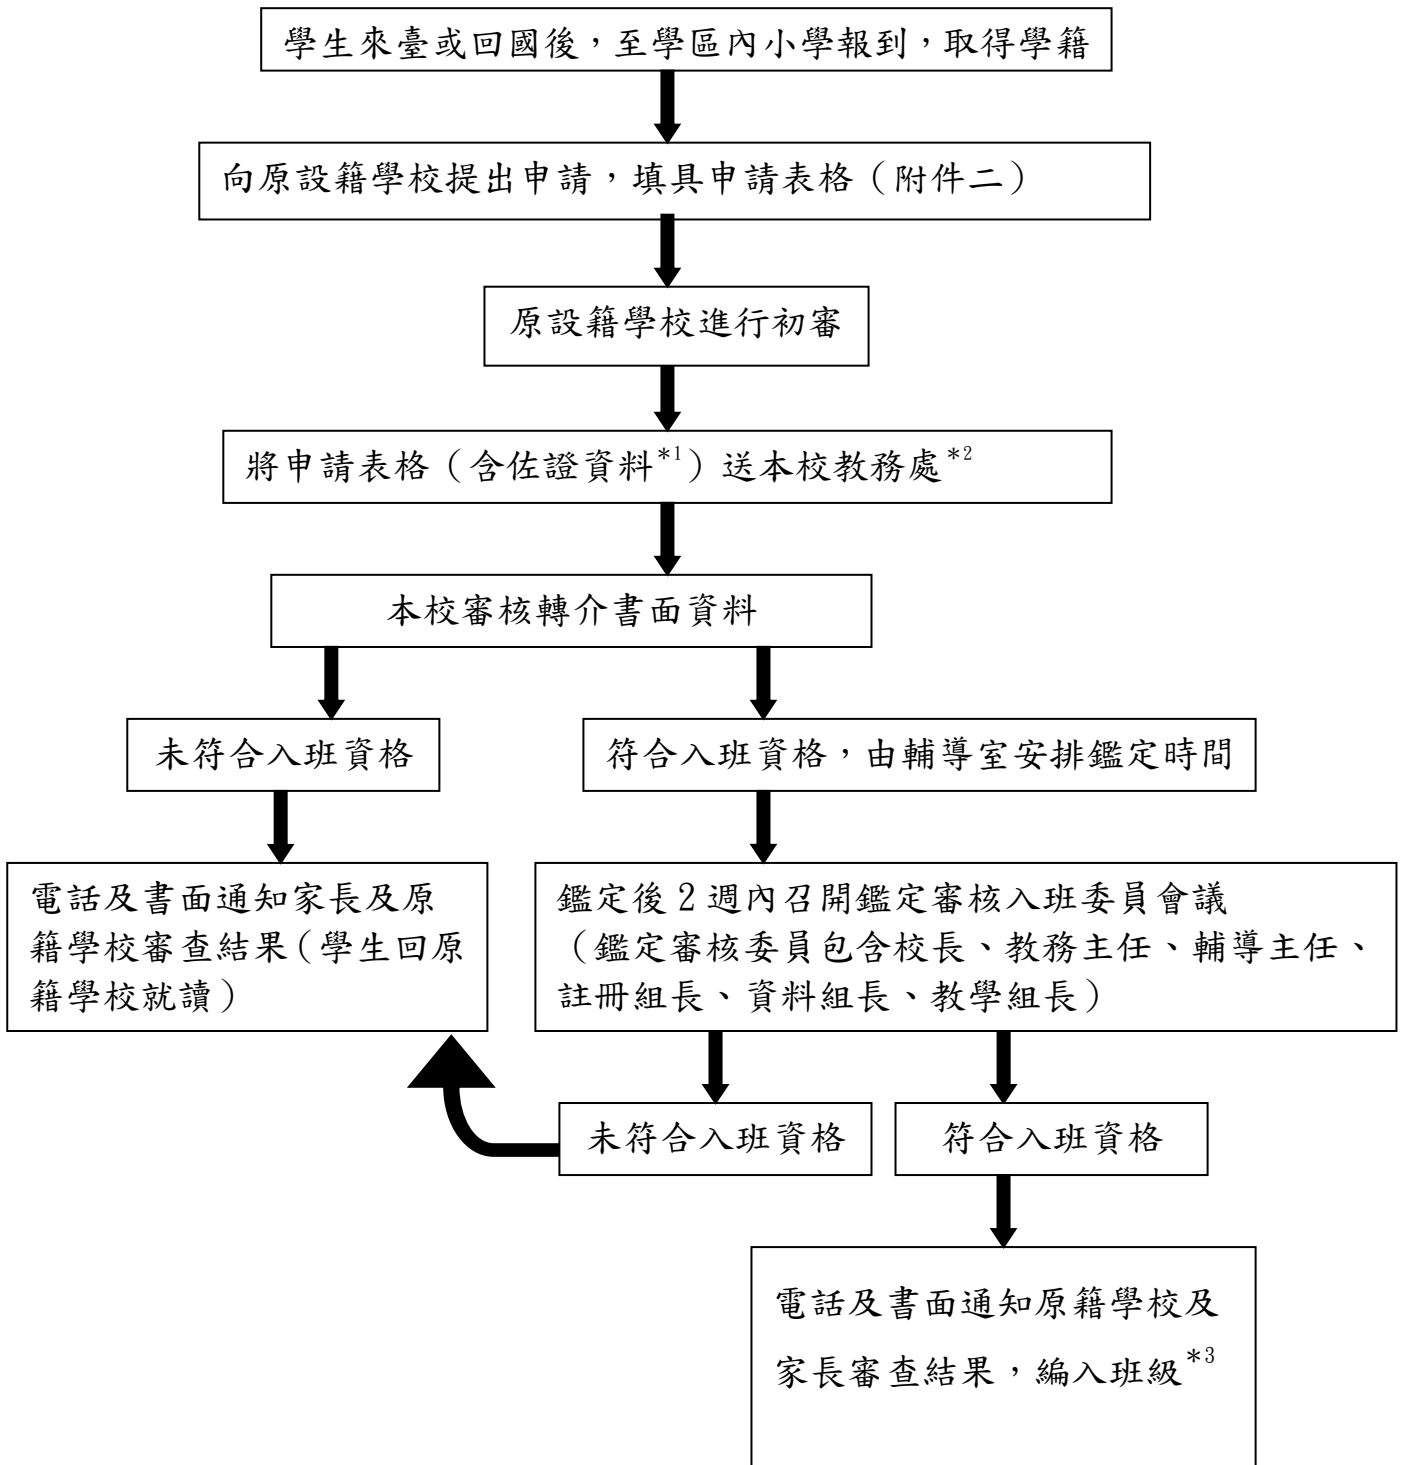 學生來臺或回國後，至學區內小學報到，取得學籍
向原設籍學校提出申請，填具申請表格（附件二）
原設籍學校進行初審
將申請表格（含佐證資料*1）送本校教務處*2
本校審核轉介書面資料
未符合入班資格
符合入班資格，由輔導室安排鑑定時間
電話及書面通知家長及原
籍學校審查結果（學生回原
籍學校就讀）
鑑定後2週內召開鑑定審核入班委員會議
（鑑定審核委員包含校長、教務主任、輔導主任、
註冊組長、資料組長、教學組長）
未符合入班資格
符合入班資格
電話及書面通知原籍學校及
家長審查結果，編入班級*3